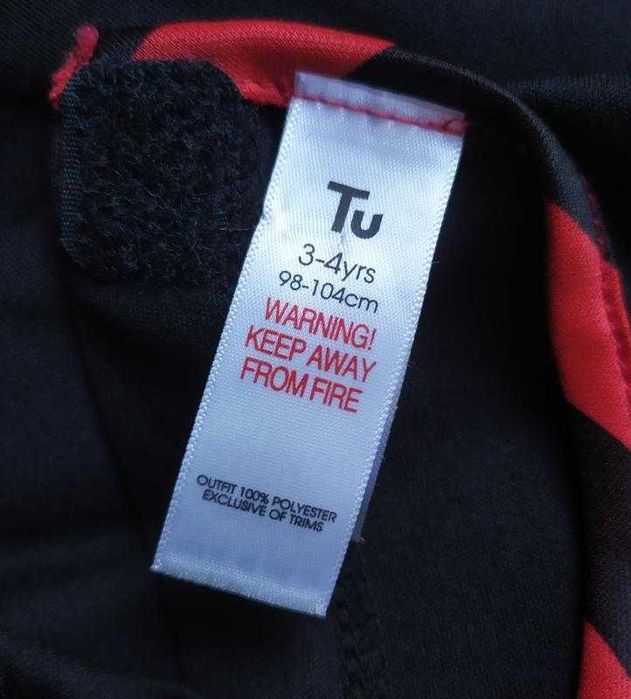 Tu
3-4yrs
98-104cm
WARNING!
KEEP AWAY
FROM FIRE
OUTFIT 100% POLYESTER
EXCLUSIVE OF TRIMS